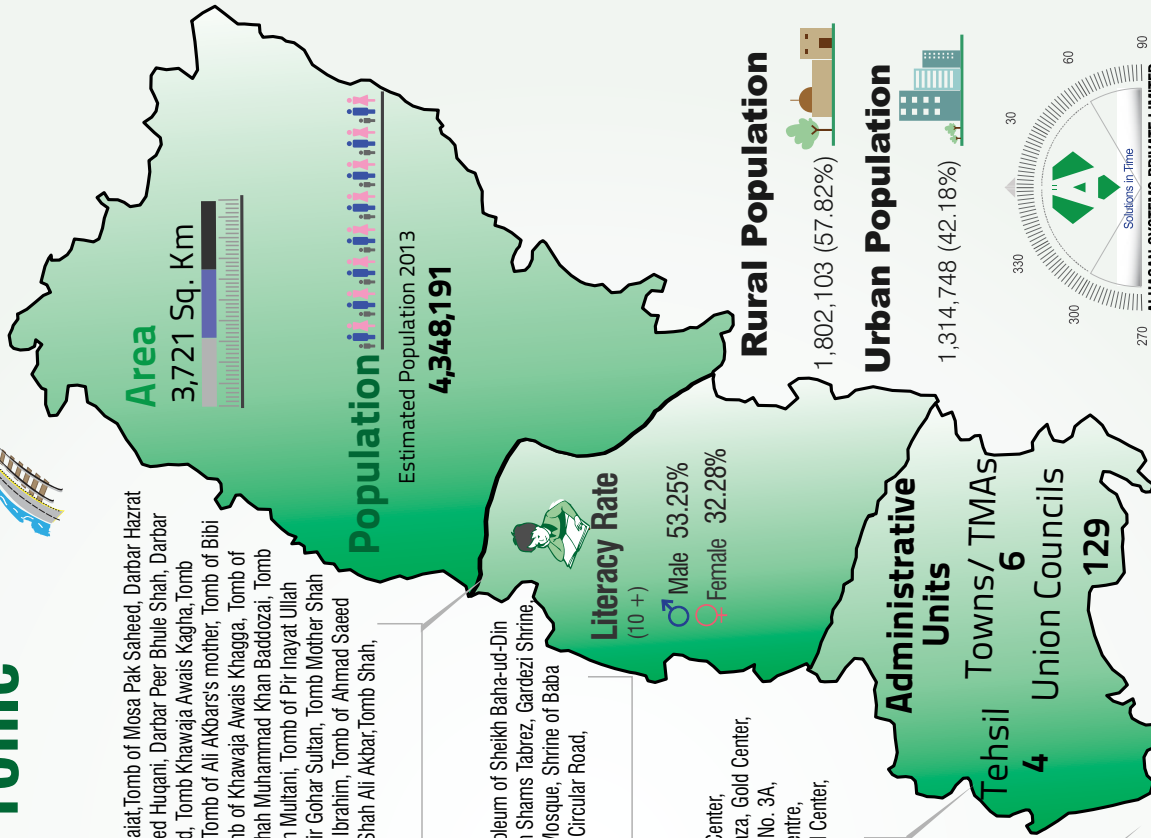 Area
3,721 Sq. Km
aiat,Tomb of Mosa Pak Saheed, Darbar Hazrat
ed Huqani, Darbar Peer Bhule Shah, Darbar
d, Tomb Khawaja Awais Kagha,Tomb
Tomb of Ali AKbars's mother, Tomb of Bibi
nb of Khawaja Awais Khagga, Tomb of
hah Muhammad Khan Baddozai, Tomb
n Multani, Tomb of Pir Inayat Ullah
ir Gohar Sultan, Tomb Mother Shah
Ibrahim, Tomb of Ahmad Saeed
Shah Ali Akbar,Tomb Shah,
Population
Estimated Population 2013
4,348,191
oleum of Sheikh Baha-ud-Din
n Shams Tabrez, Gardezi Shrine,
Mosque, Shrine of Baba
Circular Road,
Literacy Rate
(10 +)
Male 53.25%
Female 32.28%
Rural Population
1,802,103 (57.82%)
Urban Population
1,314,748 (42.18%)
Center,
aza, Gold Center,
No. 3A,
entre,
l Center,
Administrative
Units
Tehsil
4
Towns/ TMAs
6
Union Councils
129
270
300
330
30
60
90
Solutions in Time